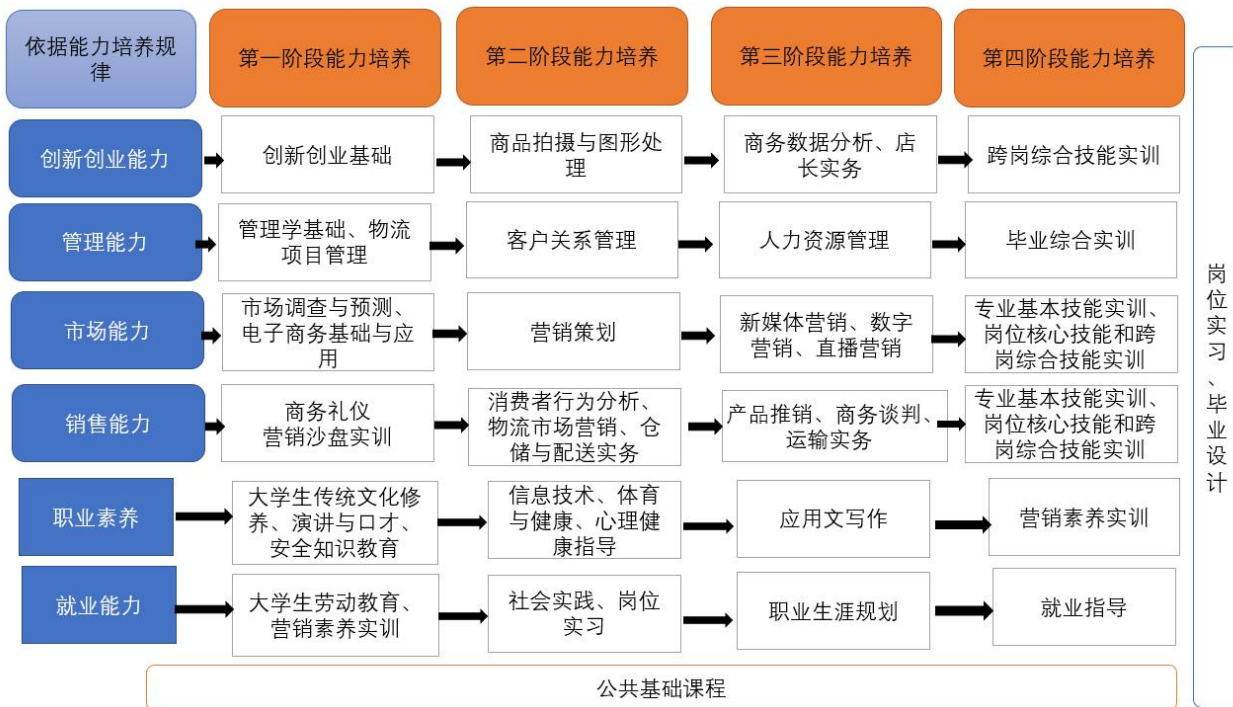 依据能力培养规
律
第一阶段能力培养
第二阶段能力培养
第三阶段能力培养
第四阶段能力培养
创新创业能力
创新创业基础
商品拍摄与图形处
理
商务数据分析、店
长实务
跨岗综合技能实训
管理能力
管理学基础、物流
项目管理
客户关系管理
人力资源管理
毕业综合实训
市场能力
市场调查与预测、
电子商务基础与应
用
营销策划
新媒体营销、数字
营销、直播营销
专业基本技能实训、
岗位核心技能和跨
岗综合技能实训
销售能力
商务礼仪
营销沙盘实训
消费者行为分析、
物流市场营销、仓
储与配送实务
产品推销、商务谈判、
运输实务
专业基本技能实训、
岗位核心技能和跨
岗综合技能实训
职业素养
大学生传统文化修
养、演讲与口才、
安全知识教育
信息技术、体育
与健康、心理健
康指导
应用文写作
营销素养实训
就业能力
大学生劳动教育、
营销素养实训
社会实践、岗位
实习
职业生涯规划
就业指导
公共基础课程
岗位实习、毕业设计